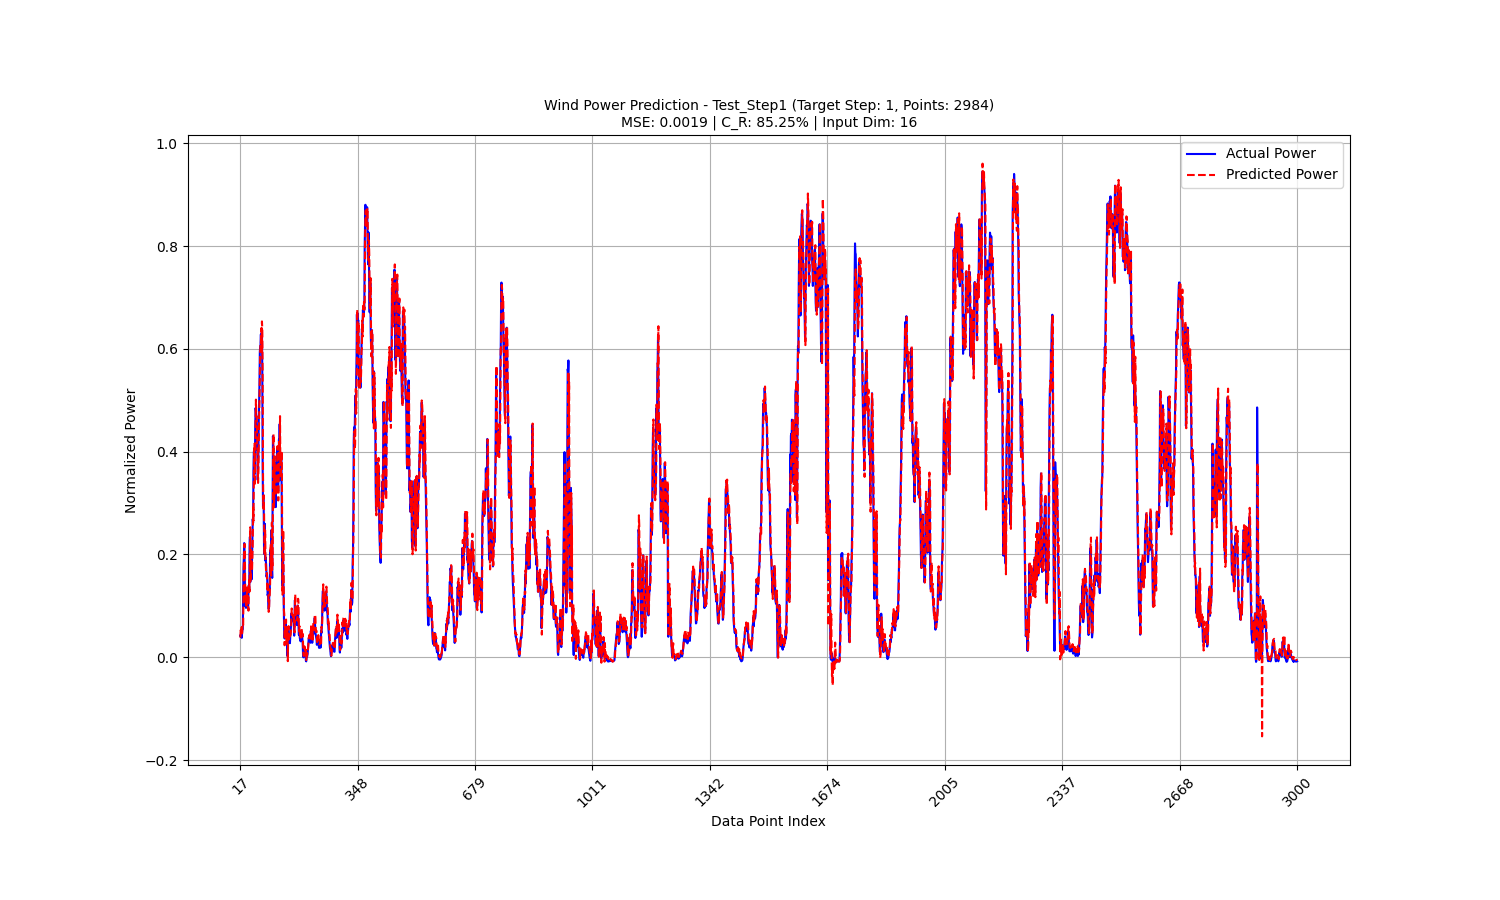 Wind Power Prediction - Test_Step1 (Target Step: 1, Points: 2984)
MSE: 0.0019 | C_R: 85.25% | Input Dim: 16
Actual Power
Predicted Power
Normalized Power
1.0
0.8
0.6
0.4
0.2
0.0
−0.2
17
348
679
1011
1342
1674
2005
2337
2668
3000
Data Point Index